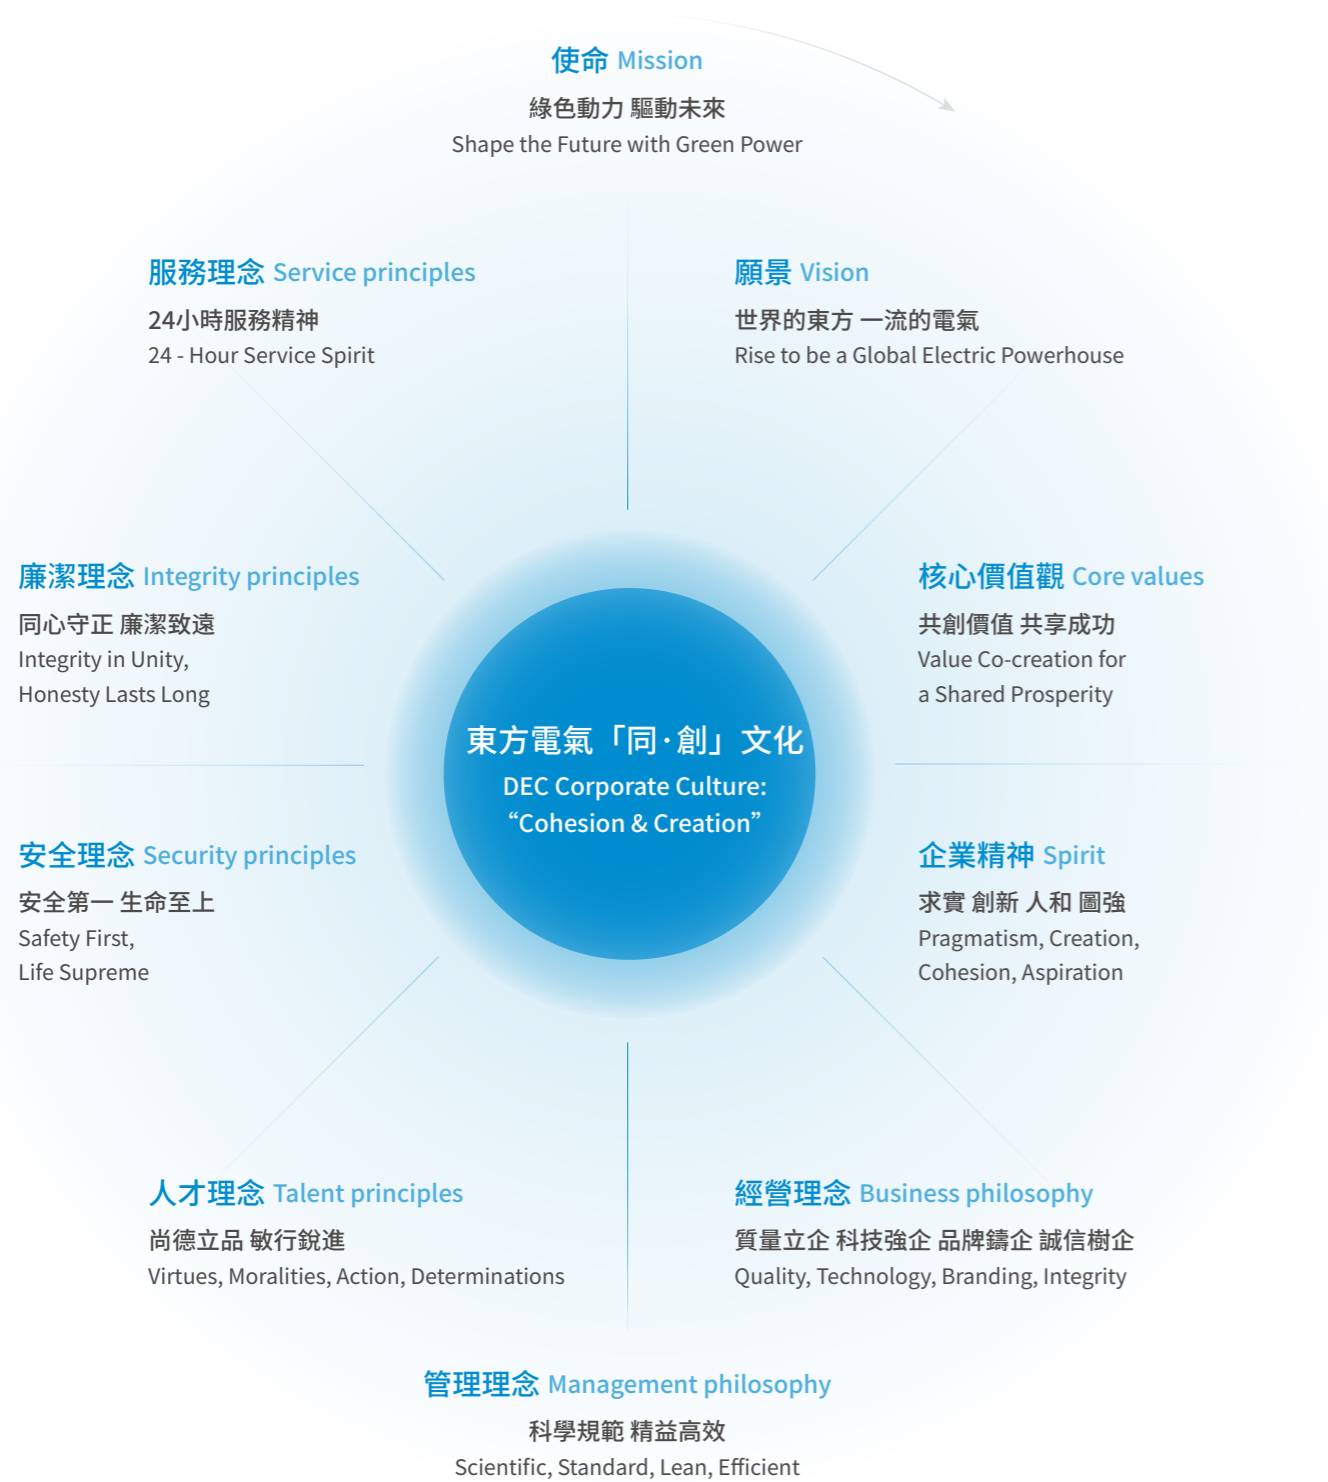 使命 Mission
綠色動力 驅動未來
Shape the Future with Green Power
服務理念 Service principles
24小時服務精神
24 - Hour Service Spirit
願景 Vision
世界的東方 一流的電氣
Rise to be a Global Electric Powerhouse
廉潔理念 Integrity principles
同心守正 廉潔致遠
Integrity in Unity,
Honesty Lasts Long
核心價值觀 Core values
共創價值 共享成功
Value Co-creation for
a Shared Prosperity
東方電氣「同·創」文化
DEC Corporate Culture:
“Cohesion & Creation”
安全理念 Security principles
安全第一 生命至上
Safety First,
Life Supreme
企業精神 Spirit
求實 創新 人和 圖強
Pragmatism, Creation,
Cohesion, Aspiration
人才理念 Talent principles
尚德立品 敏行銳進
Virtues, Moralities, Action, Determinations
經營理念 Business philosophy
質量立企 科技強企 品牌鑄企 誠信樹企
Quality, Technology, Branding, Integrity
管理理念 Management philosophy
科學規範 精益高效
Scientific, Standard, Lean, Efficient